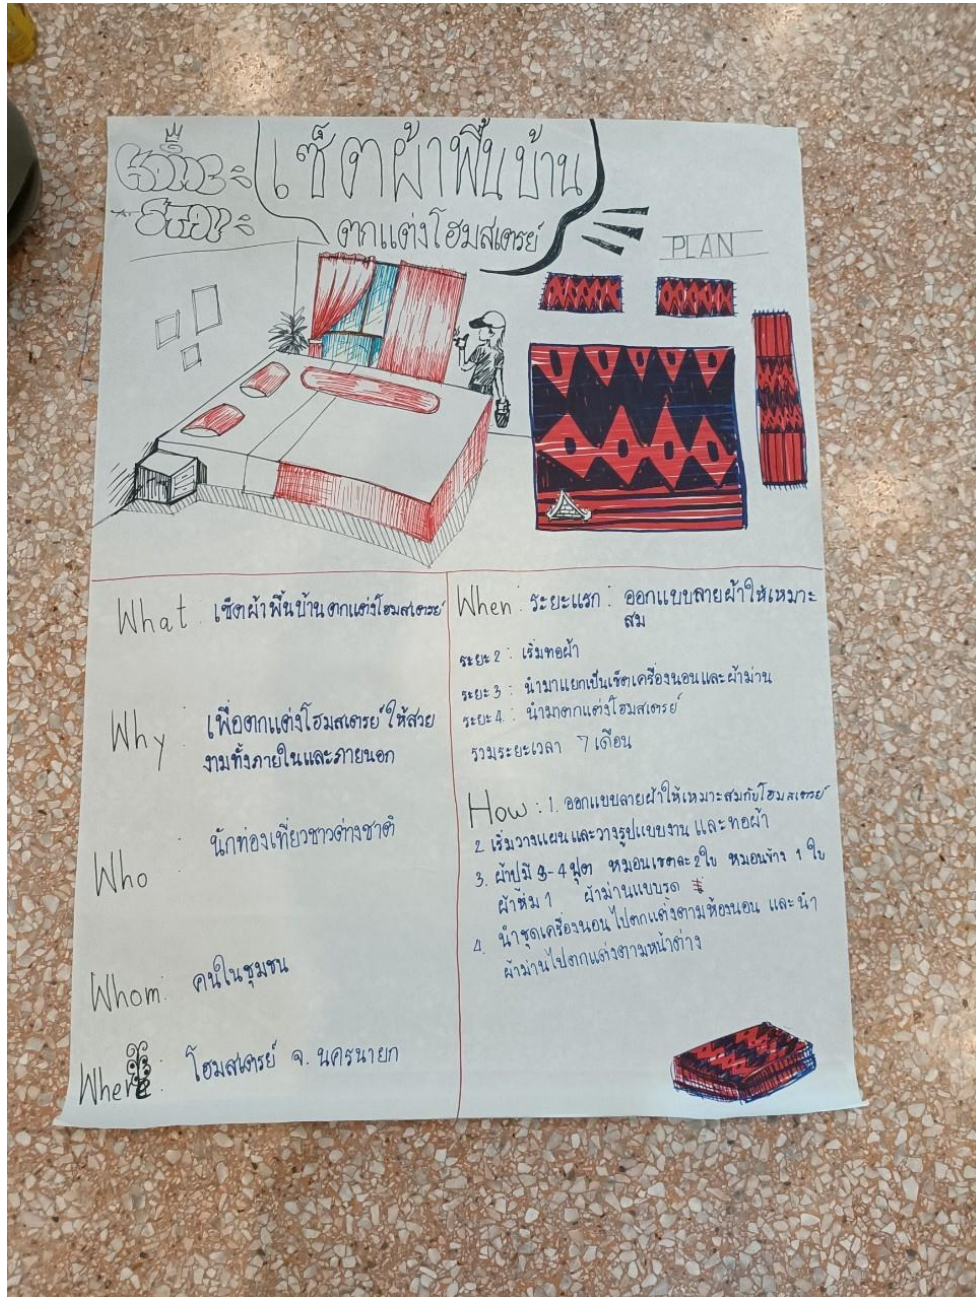 HOME
STAY
เซ็ตผ้าพื้นบ้าน
ตกแต่งโฮมสเตรย์
PLAN
What : เซ็ตผ้าพื้นบ้านตกแต่งโฮมสเตรย์
Why : เพื่อตกแต่งโฮมสเตรย์ให้สวย
งามทั้งภายในและภายนอก
Who : นักท่องเที่ยวชาวต่างชาติ
Whom : คนในชุมชน
Where : โฮมสเตรย์ จ. นครนายก
When : ระยะแรก : ออกแบบลายผ้าให้เหมาะ
สม
ระยะ 2 : เริ่มทอผ้า
ระยะ 3 : นำมาแยกเป็นเซ็ตเครื่องนอนและผ้าม่าน
ระยะ 4 : นำมาตกแต่งโฮมสเตรย์
รวมระยะเวลา 7 เดือน
How : 1. ออกแบบลายผ้าให้เหมาะสมกับโฮมสเตรย์
2 เริ่มวางแผนและวางรูปแบบงาน และทอผ้า
3. ผ้าปูมี 3-4 ฟุต หมอนเซตละ 2 ใบ หมอนข้าง 1 ใบ
ผ้าห่ม 1 ผ้าม่านแบบรูด
4. นำชุดเครื่องนอนไปตกแต่งตามห้องนอน และนำ
ผ้าม่านไปตกแต่งตามหน้าต่าง